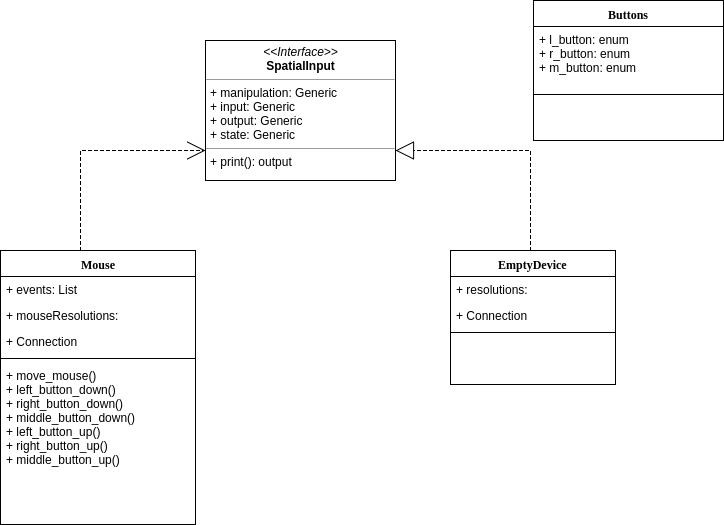 Buttons
+ l_button: enum
+ r_button: enum
+ m_button: enum
<<Interface>>
SpatialInput
+ manipulation: Generic
+ input: Generic
+ output: Generic
+ state: Generic
+ print(): output
Mouse
+ events: List
+ mouseResolutions:
+ Connection
+ move_mouse()
+ left_button_down()
+ right_button_down()
+ middle_button_down()
+ left_button_up()
+ right_button_up()
+ middle_button_up()
EmptyDevice
+ resolutions:
+ Connection